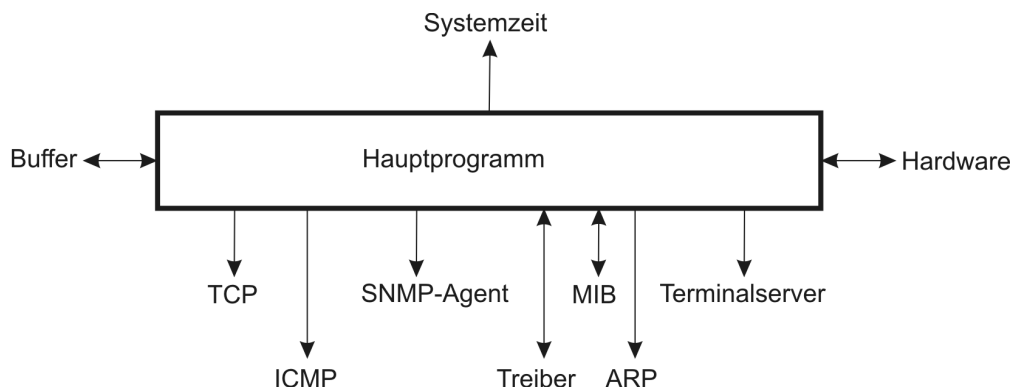 Systemzeit
Buffer
Hauptprogramm
Hardware
TCP
SNMP-Agent
MIB
Terminalserver
ICMP
Treiber
ARP